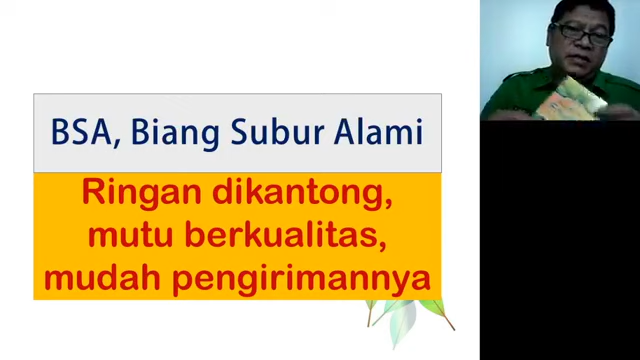 BSA, Biang Subur Alami
Ringan dikantong,
mutu berkualitas,
mudah pengirimannya